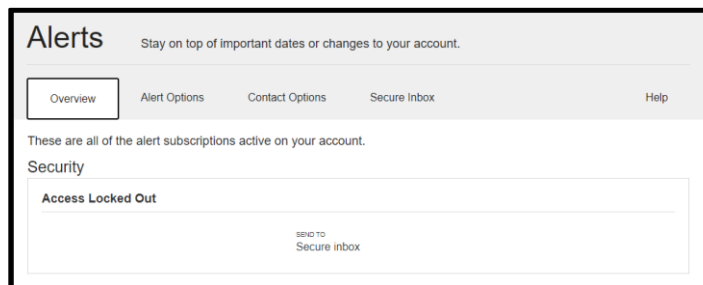 Alerts
Stay on top of important dates or changes to your account.
Overview
Alert Options
Contact Options
Secure Inbox
Help
These are all of the alert subscriptions active on your account.
Security
Access Locked Out
SEND TO
Secure inbox